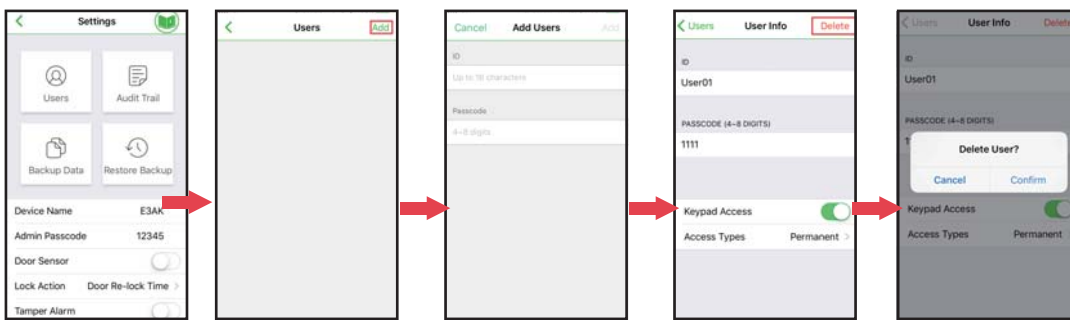 Settings
Users
Audit Trail
Backup Data
Restore Backup
Device Name E3AK
Admin Passcode 12345
Door Sensor
Lock Action Door Re-lock Time >
Tamper Alarm
Users Add
Cancel Add Users Add
ID
Up to 16 characters
Passcode
4~8 digits
Users User Info Delete
ID
User01
PASSCODE (4~8 DIGITS)
1111
Keypad Access
Access Types Permanent >
Users User Info Delete
ID
User01
PASSCODE (4~8 DIGITS)
Delete User?
Cancel Confirm
Keypad Access
Access Types Permanent